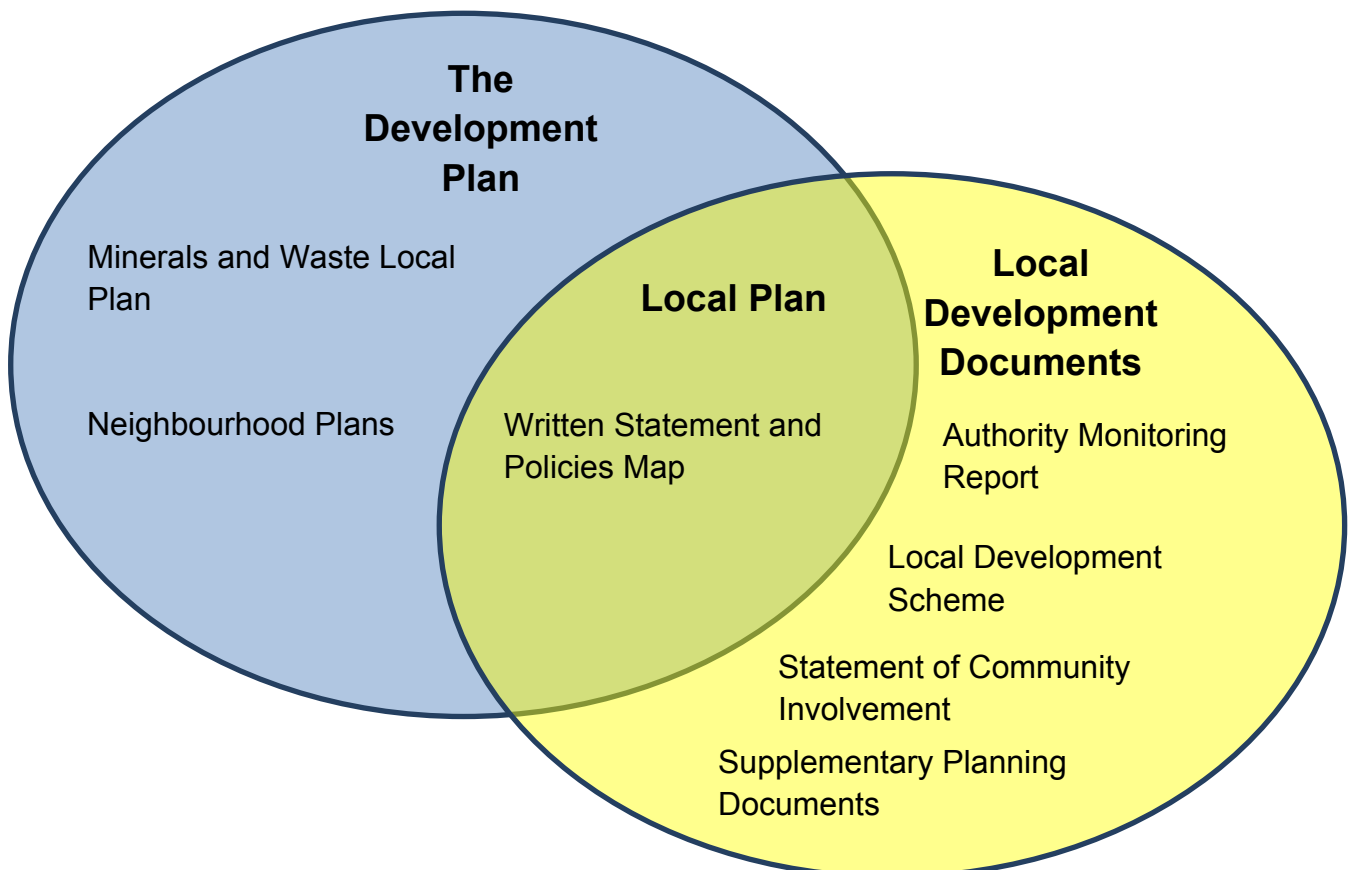 The
Development
Plan
Minerals and Waste Local
Plan
Neighbourhood Plans
Local Plan
Written Statement and
Policies Map
Local
Development
Documents
Authority Monitoring
Report
Local Development
Scheme
Statement of Community
Involvement
Supplementary Planning
Documents